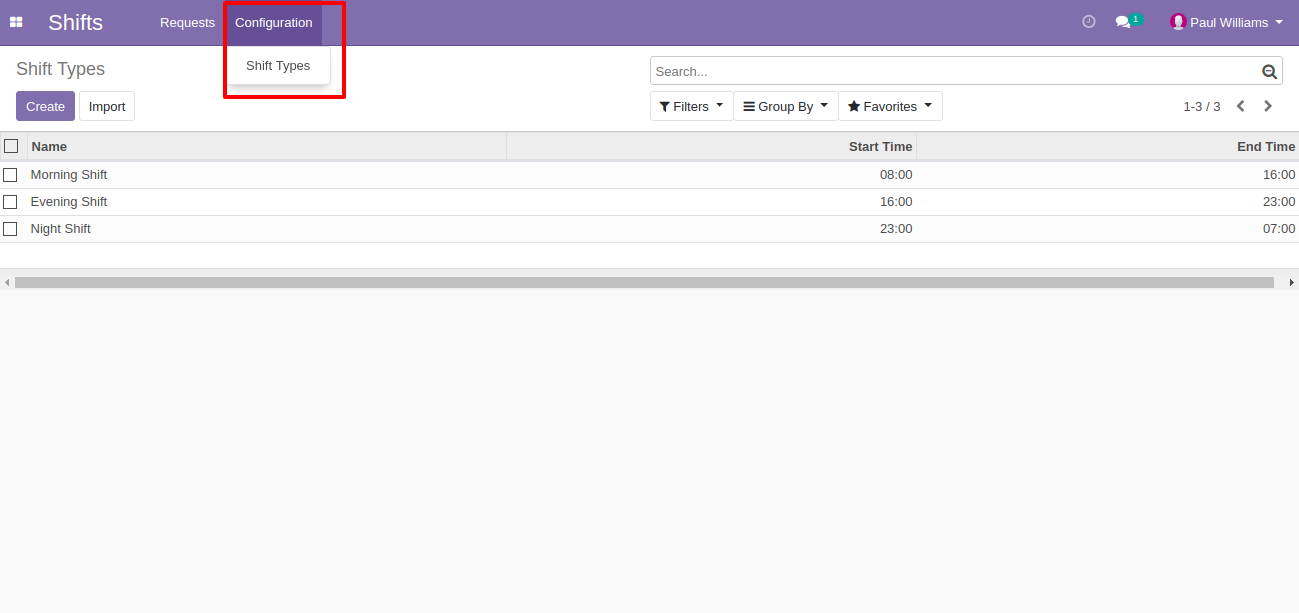 Shifts Requests Configuration 1 Paul Williams
Shift Types
Shift Types
Search...
Create Import Filters Group By Favorites 1-3 / 3
Name Start Time End Time
Morning Shift 08:00 16:00
Evening Shift 16:00 23:00
Night Shift 23:00 07:00